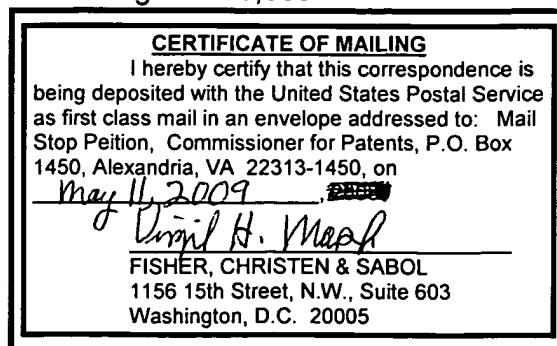 CERTIFICATE OF MAILING
I hereby certify that this correspondence is
being deposited with the United States Postal Service
as first class mail in an envelope addressed to: Mail
Stop Peition, Commissioner for Patents, P.O. Box
1450, Alexandria, VA 22313-1450, on
May 11, 2009,
Virgil H. Marsh
FISHER, CHRISTEN & SABOL
1156 15th Street, N.W., Suite 603
Washington, D.C. 20005